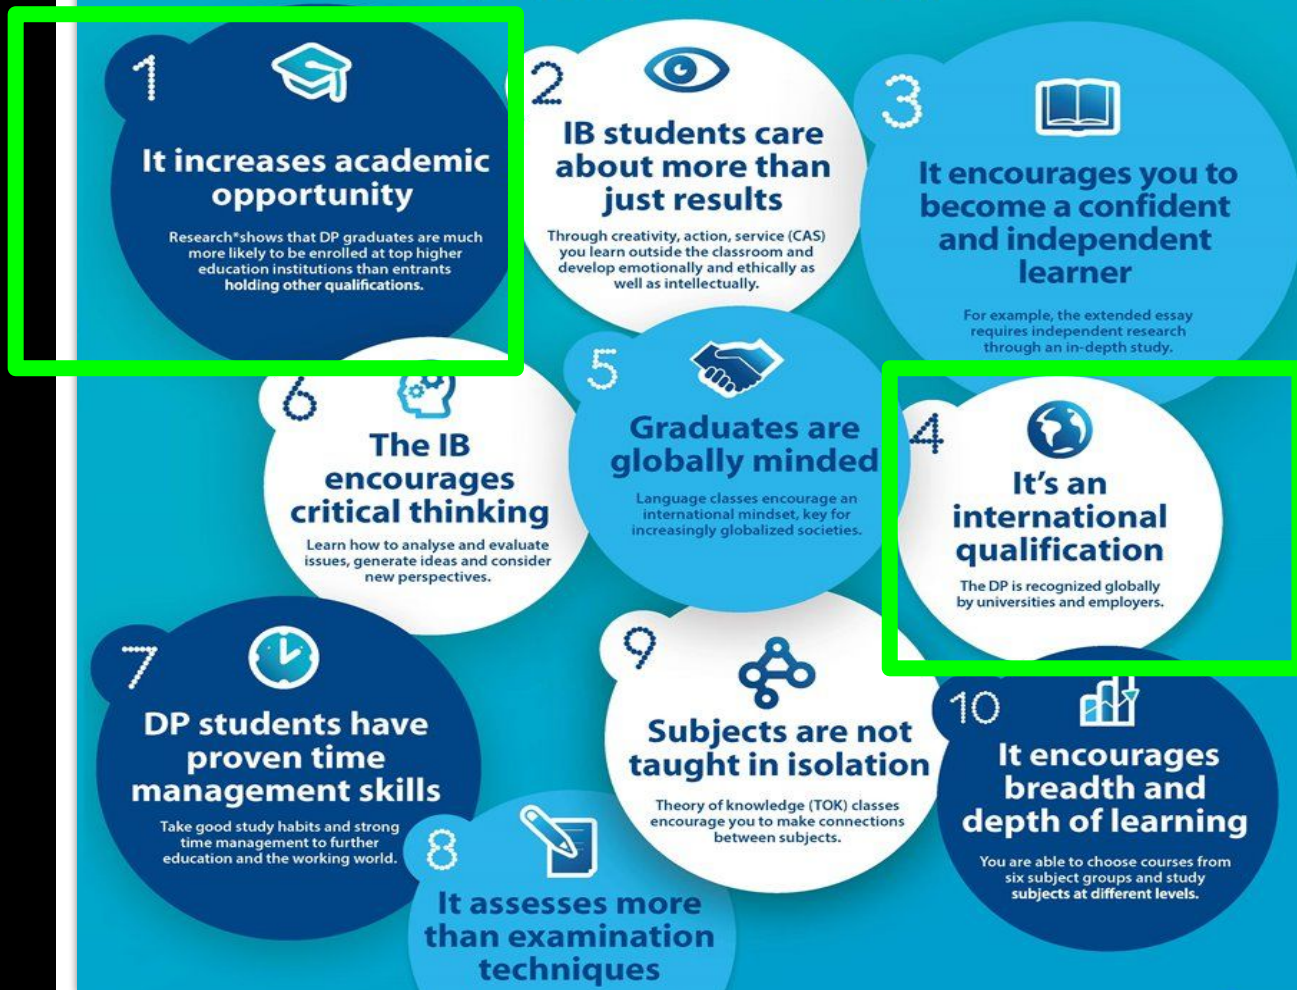 1
It increases academic
opportunity
Research*shows that DP graduates are much
more likely to be enrolled at top higher
education institutions than entrants
holding other qualifications.
2
IB students care
about more than
just results
Through creativity, action, service (CAS)
you learn outside the classroom and
develop emotionally and ethically as
well as intellectually.
3
It encourages you to
become a confident
and independent
learner
For example, the extended essay
requires independent research
through an in-depth study.
4
It's an
international
qualification
The DP is recognized globally
by universities and employers.
5
Graduates are
globally minded
Language classes encourage an
international mindset, key for
increasingly globalized societies.
6
The IB
encourages
critical thinking
Learn how to analyse and evaluate
issues, generate ideas and consider
new perspectives.
7
DP students have
proven time
management skills
Take good study habits and strong
time management to further
education and the working world.
8
It assesses more
than examination
techniques
9
Subjects are not
taught in isolation
Theory of knowledge (TOK) classes
encourage you to make connections
between subjects.
10
It encourages
breadth and
depth of learning
You are able to choose courses from
six subject groups and study
subjects at different levels.